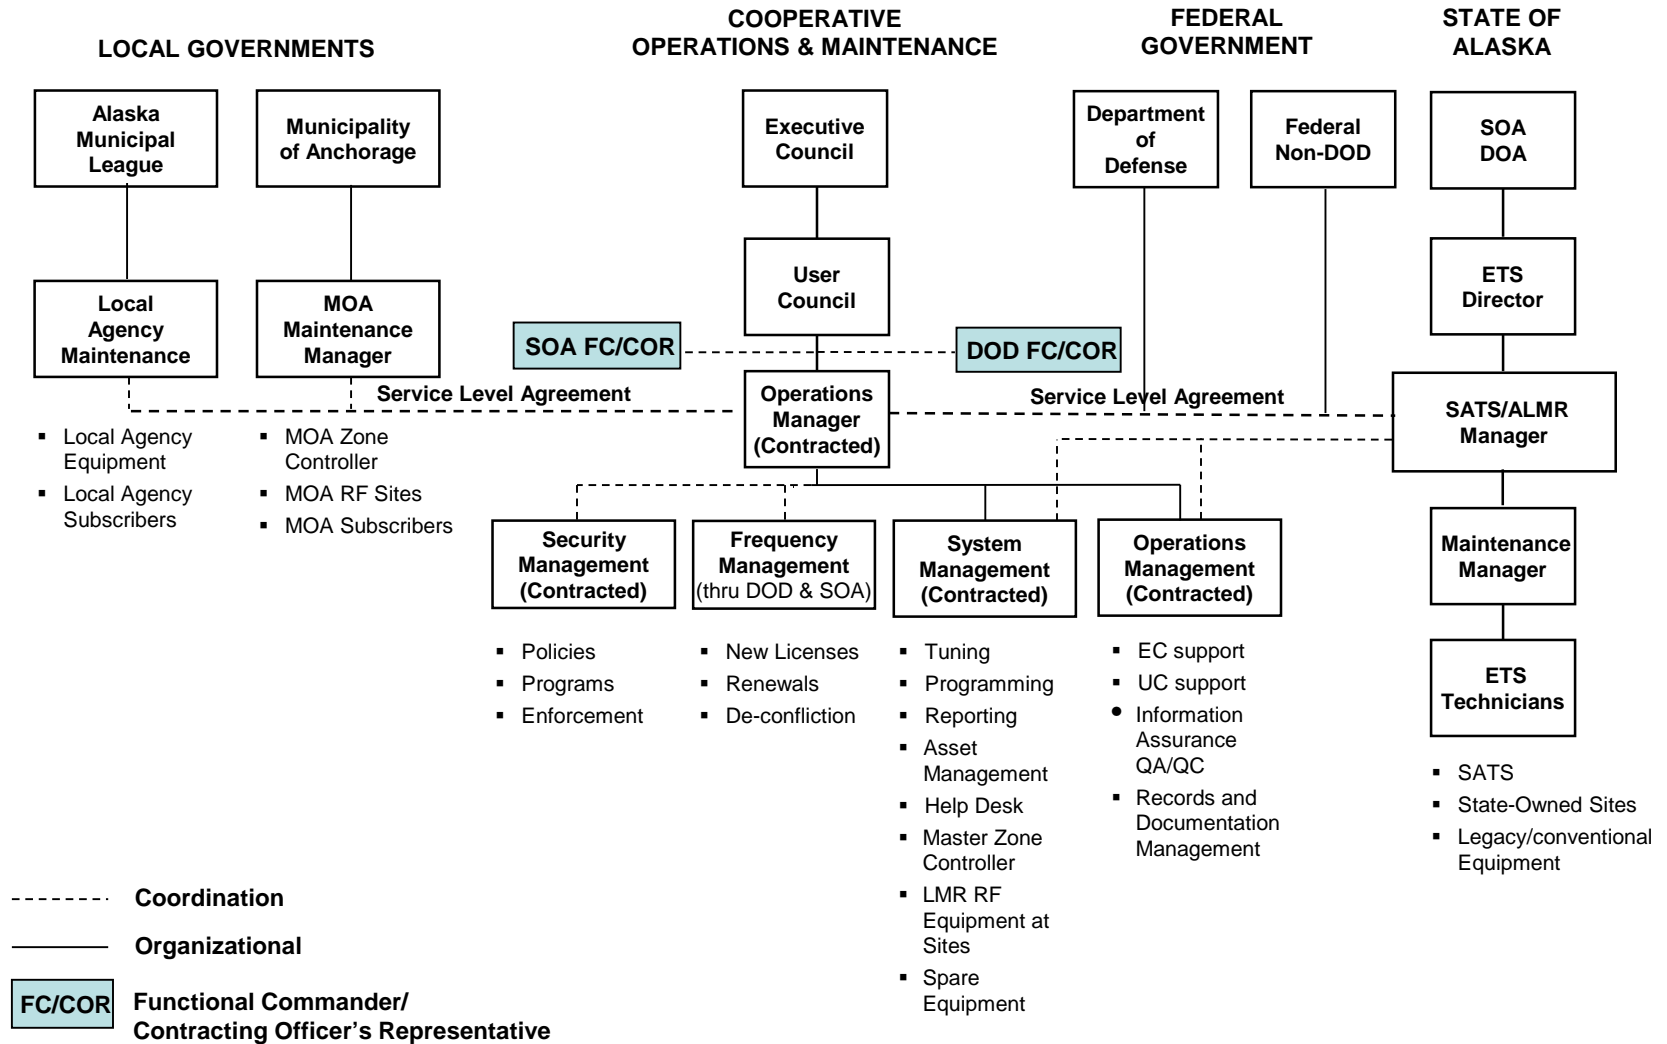 LOCAL GOVERNMENTS
COOPERATIVE
OPERATIONS & MAINTENANCE
FEDERAL
GOVERNMENT
STATE OF
ALASKA
Alaska
Municipal
League
Municipality
of Anchorage
Executive
Council
Department
of
Defense
Federal
Non-DOD
SOA
DOA
User
Council
ETS
Director
Local
Agency
Maintenance
MOA
Maintenance
Manager
SOA FC/COR
DOD FC/COR
Service Level Agreement
Operations
Manager
(Contracted)
Service Level Agreement
SATS/ALMR
Manager
▪ Local Agency
Equipment
▪ Local Agency
Subscribers
▪ MOA Zone
Controller
▪ MOA RF Sites
▪ MOA Subscribers
Security
Management
(Contracted)
Frequency
Management
(thru DOD & SOA)
System
Management
(Contracted)
Operations
Management
(Contracted)
Maintenance
Manager
▪ Policies
▪ Programs
▪ Enforcement
▪ New Licenses
▪ Renewals
▪ De-confliction
▪ Tuning
▪ Programming
▪ Reporting
▪ Asset
Management
▪ Help Desk
▪ Master Zone
Controller
▪ LMR RF
Equipment at
Sites
▪ Spare
Equipment
▪ EC support
▪ UC support
• Information
Assurance
QA/QC
▪ Records and
Documentation
Management
ETS
Technicians
▪ SATS
▪ State-Owned Sites
▪ Legacy/conventional
Equipment
Coordination
Organizational
FC/COR
Functional Commander/
Contracting Officer's Representative